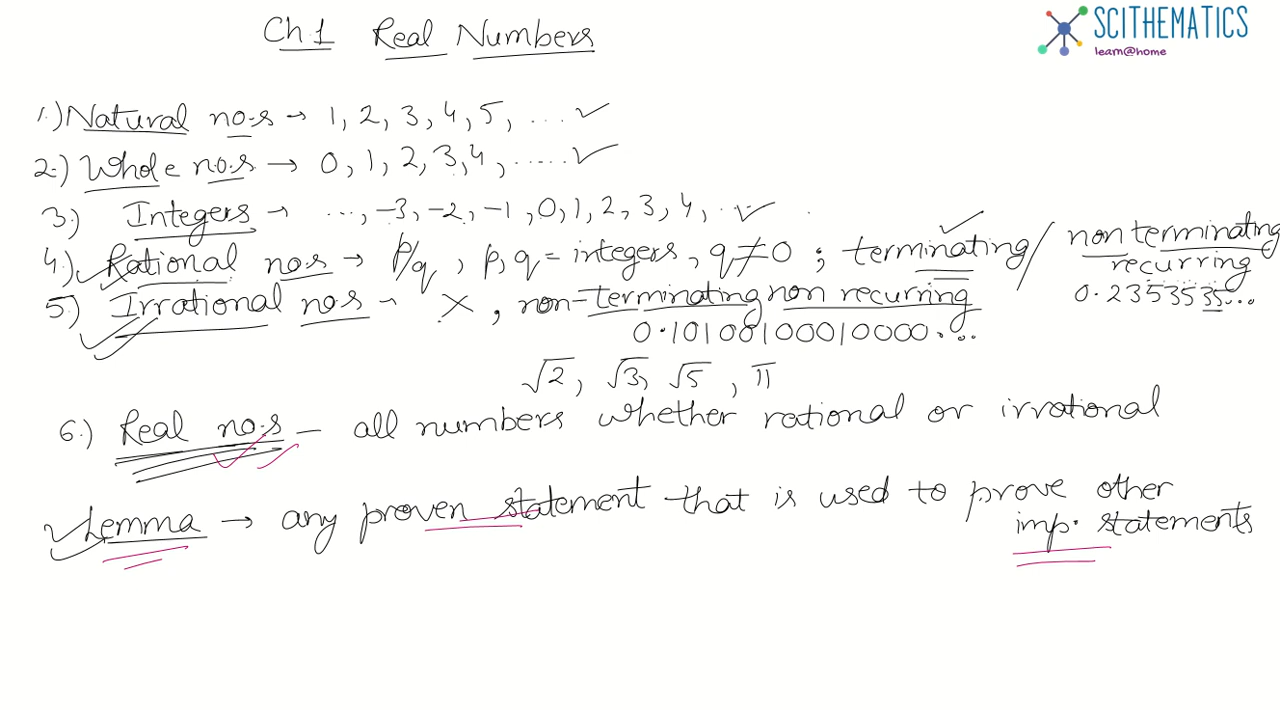 Ch.1 Real Numbers
SCITHEMATICS
learn@home
1.) Natural no.s → 1, 2, 3, 4, 5, ....
2.) Whole no.s → 0, 1, 2, 3, 4, .....
3.) Integers → ..., -3, -2, -1, 0, 1, 2, 3, 4, ...
4.) Rational no.s → p/q, p, q = integers, q ≠ 0 ; terminating / non terminating
recurring
0.2353535...
5.) Irrational no.s - ×, non-terminating non recurring
0.10100100010000....
√2, √3, √5, π
6.) Real no.s - all numbers whether rational or irrational
Lemma → any proven statement that is used to prove other
imp. statements